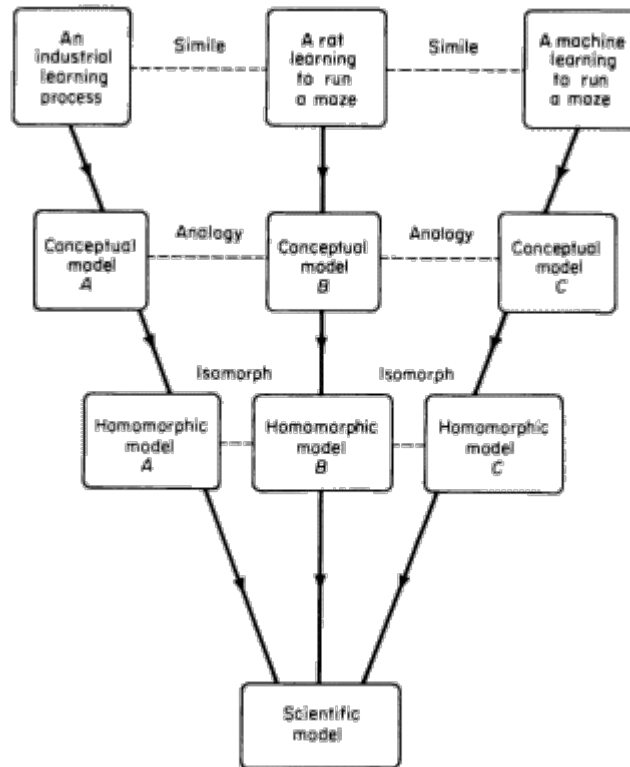 An
industrial
learning
process
Simile
A rat
learning
to run
a maze
Simile
A machine
learning
to run
a maze
Conceptual
model
A
Analogy
Conceptual
model
B
Analogy
Conceptual
model
C
Isomorph
Isomorph
Homomorphic
model
A
Homomorphic
model
B
Homomorphic
model
C
Scientific
model